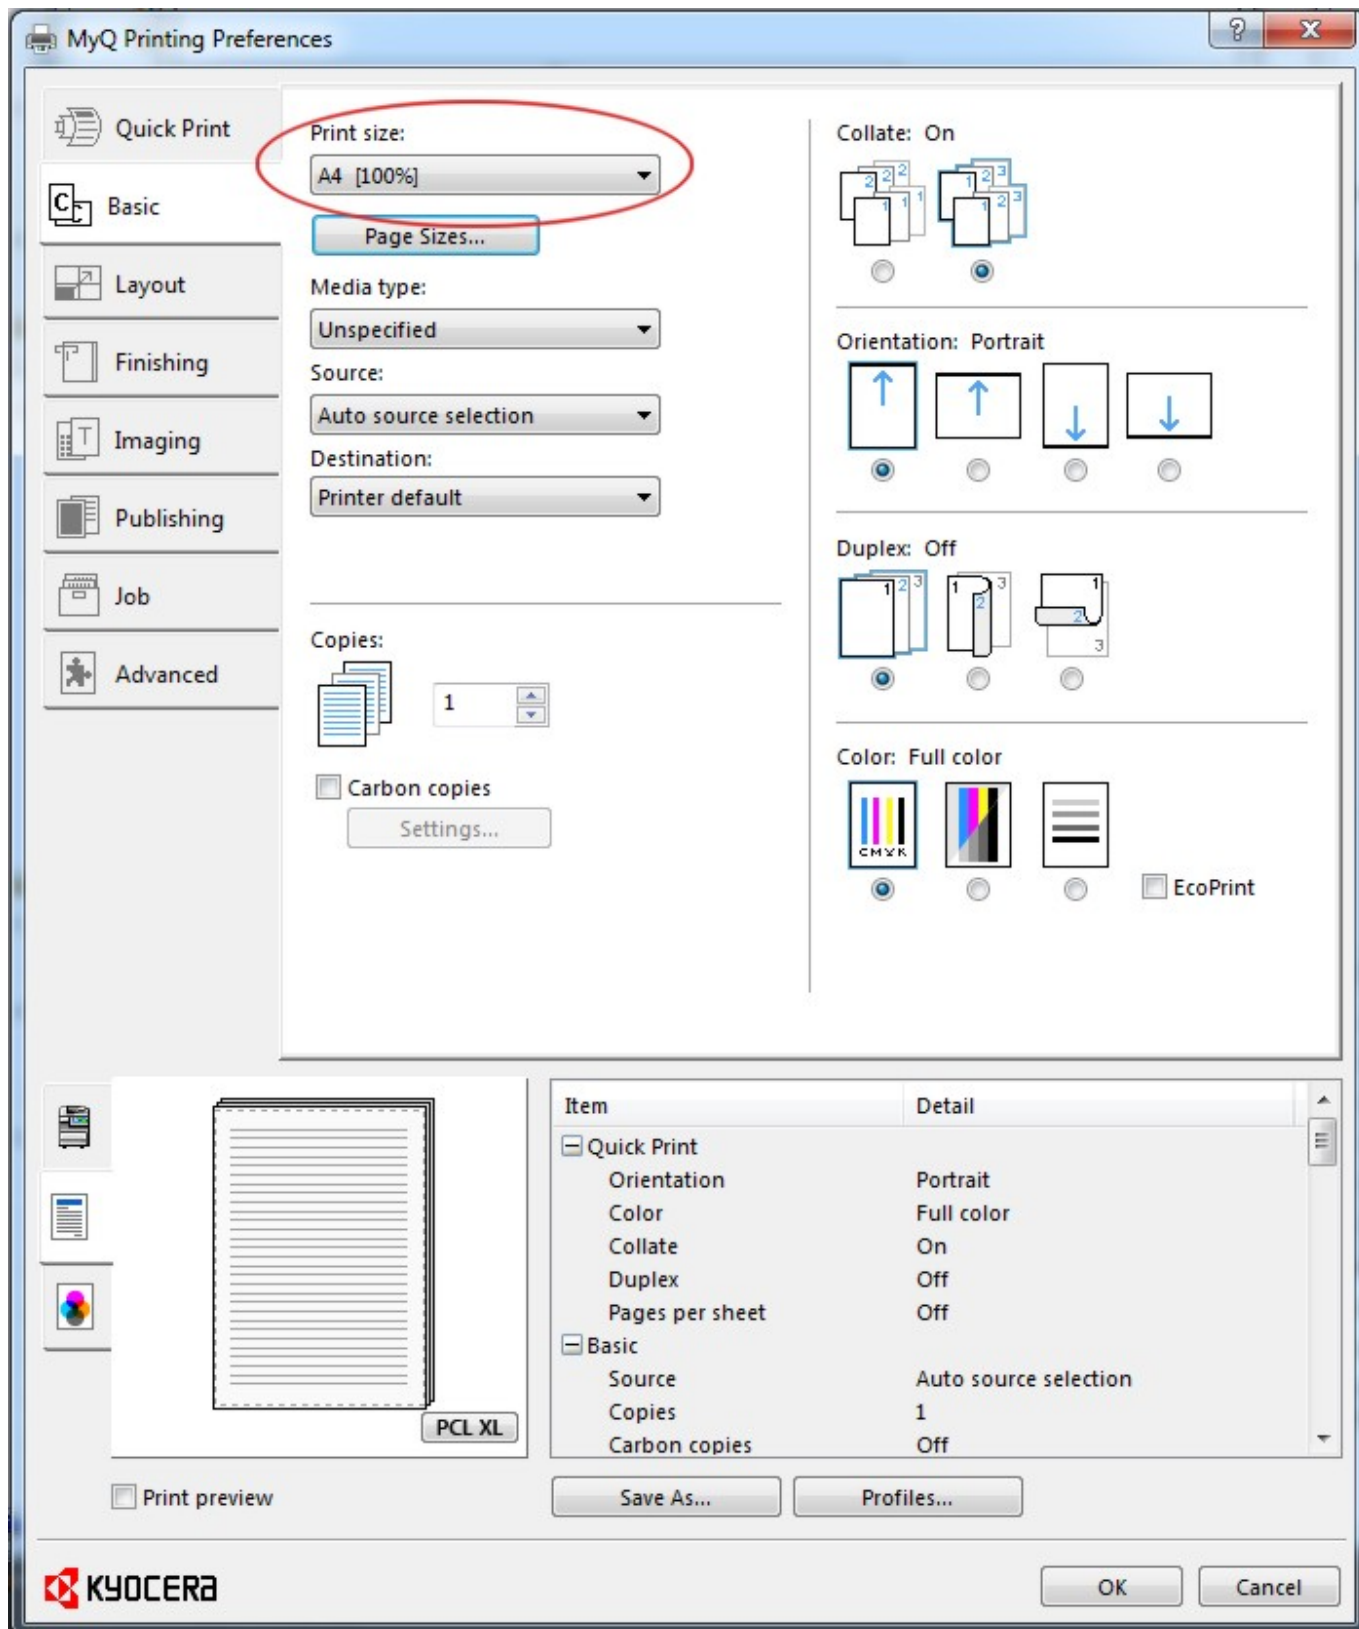 MyQ Printing Preferences
Quick Print
Basic
Layout
Finishing
Imaging
Publishing
Job
Advanced
Print size:
A4 [100%]
Page Sizes...
Media type:
Unspecified
Source:
Auto source selection
Destination:
Printer default
Copies:
1
Carbon copies
Settings...
Collate: On
Orientation: Portrait
Duplex: Off
Color: Full color
CMYK
EcoPrint
PCL XL
Print preview
Item Detail
Quick Print
Orientation Portrait
Color Full color
Collate On
Duplex Off
Pages per sheet Off
Basic
Source Auto source selection
Copies 1
Carbon copies Off
Save As... Profiles...
KYOCERA
OK Cancel